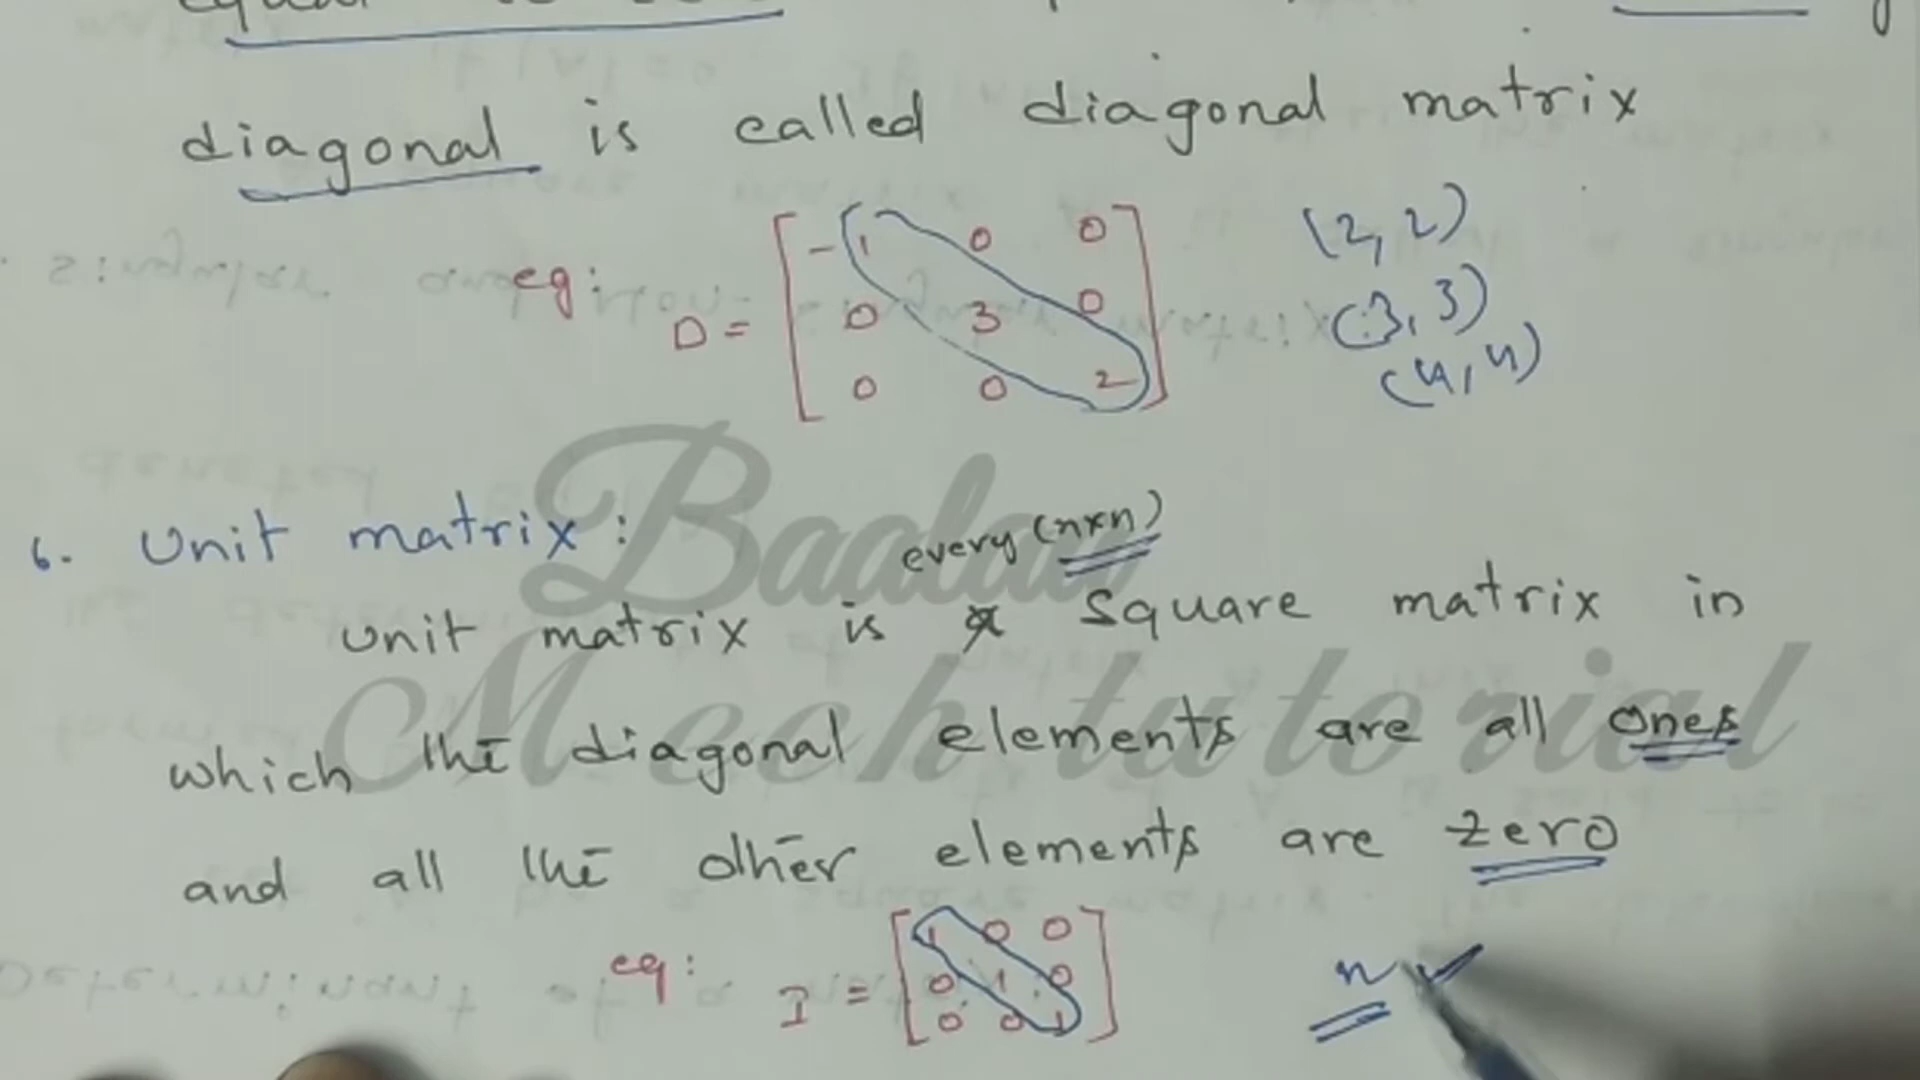 diagonal is called diagonal matrix
eg: D = [ -1 0 0
0 3 0
0 0 2 ]
(2, 2)
(3, 3)
(4, 4)
6. Unit matrix:
every (n×n)
Unit matrix is a square matrix in
which the diagonal elements are all ones
and all the other elements are zero
eg: I = [ 1 0 0
0 1 0
0 0 1 ]
n
Baalan
Mech tutorial